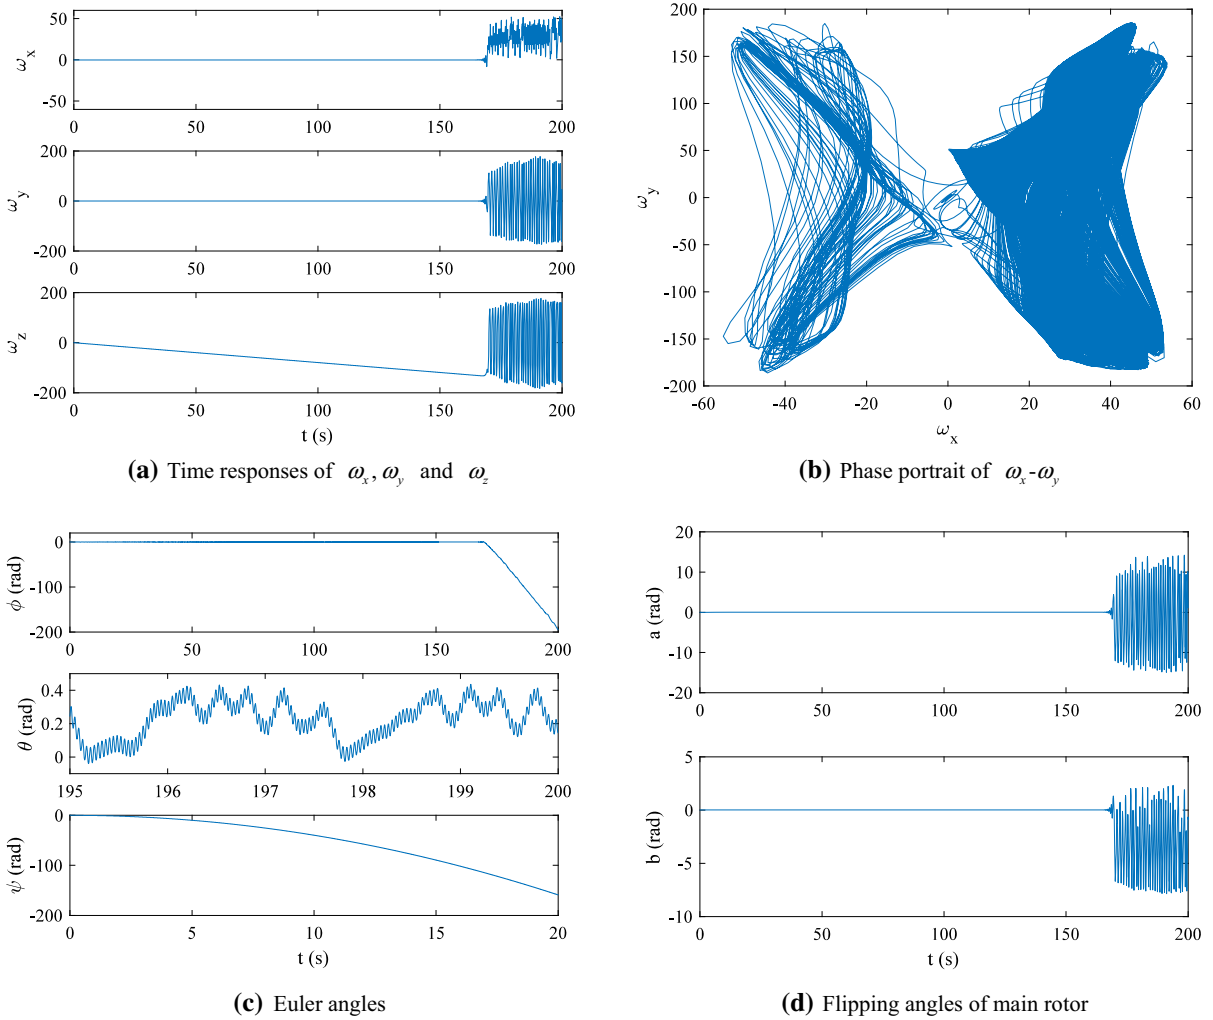 50
0
-50
ω_x
0 50 100 150 200
200
0
-200
ω_y
0 50 100 150 200
200
0
-200
ω_z
0 50 100 150 200
t (s)
(a) Time responses of ω_x, ω_y and ω_z
200
150
100
50
0
-50
-100
-150
-200
ω_y
-60 -40 -20 0 20 40 60
ω_x
(b) Phase portrait of ω_x-ω_y
0
-100
-200
ϕ (rad)
0 50 100 150 200
0.4
0.2
0
θ (rad)
195 196 197 198 199 200
0
-100
-200
ψ (rad)
0 5 10 15 20
t (s)
(c) Euler angles
20
10
0
-10
-20
a (rad)
0 50 100 150 200
5
0
-5
-10
b (rad)
0 50 100 150 200
t (s)
(d) Flipping angles of main rotor